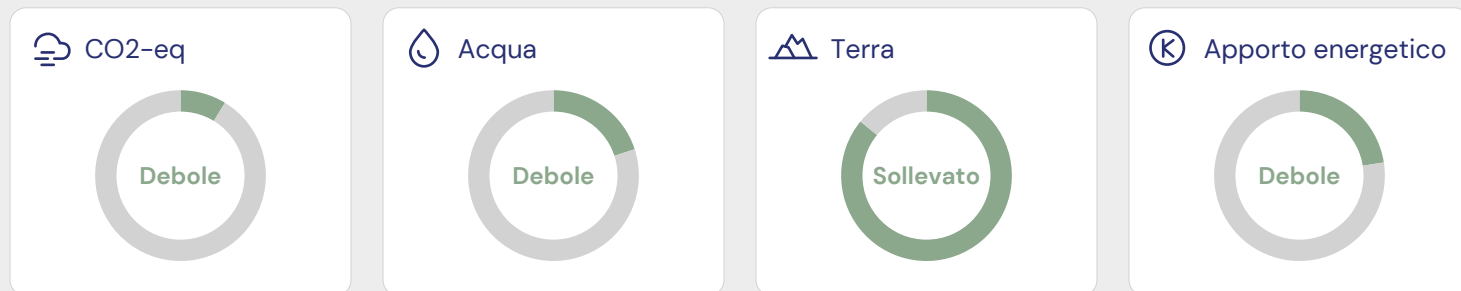 CO2-eq
Debole
Acqua
Debole
Terra
Sollevato
Apporto energetico
Debole